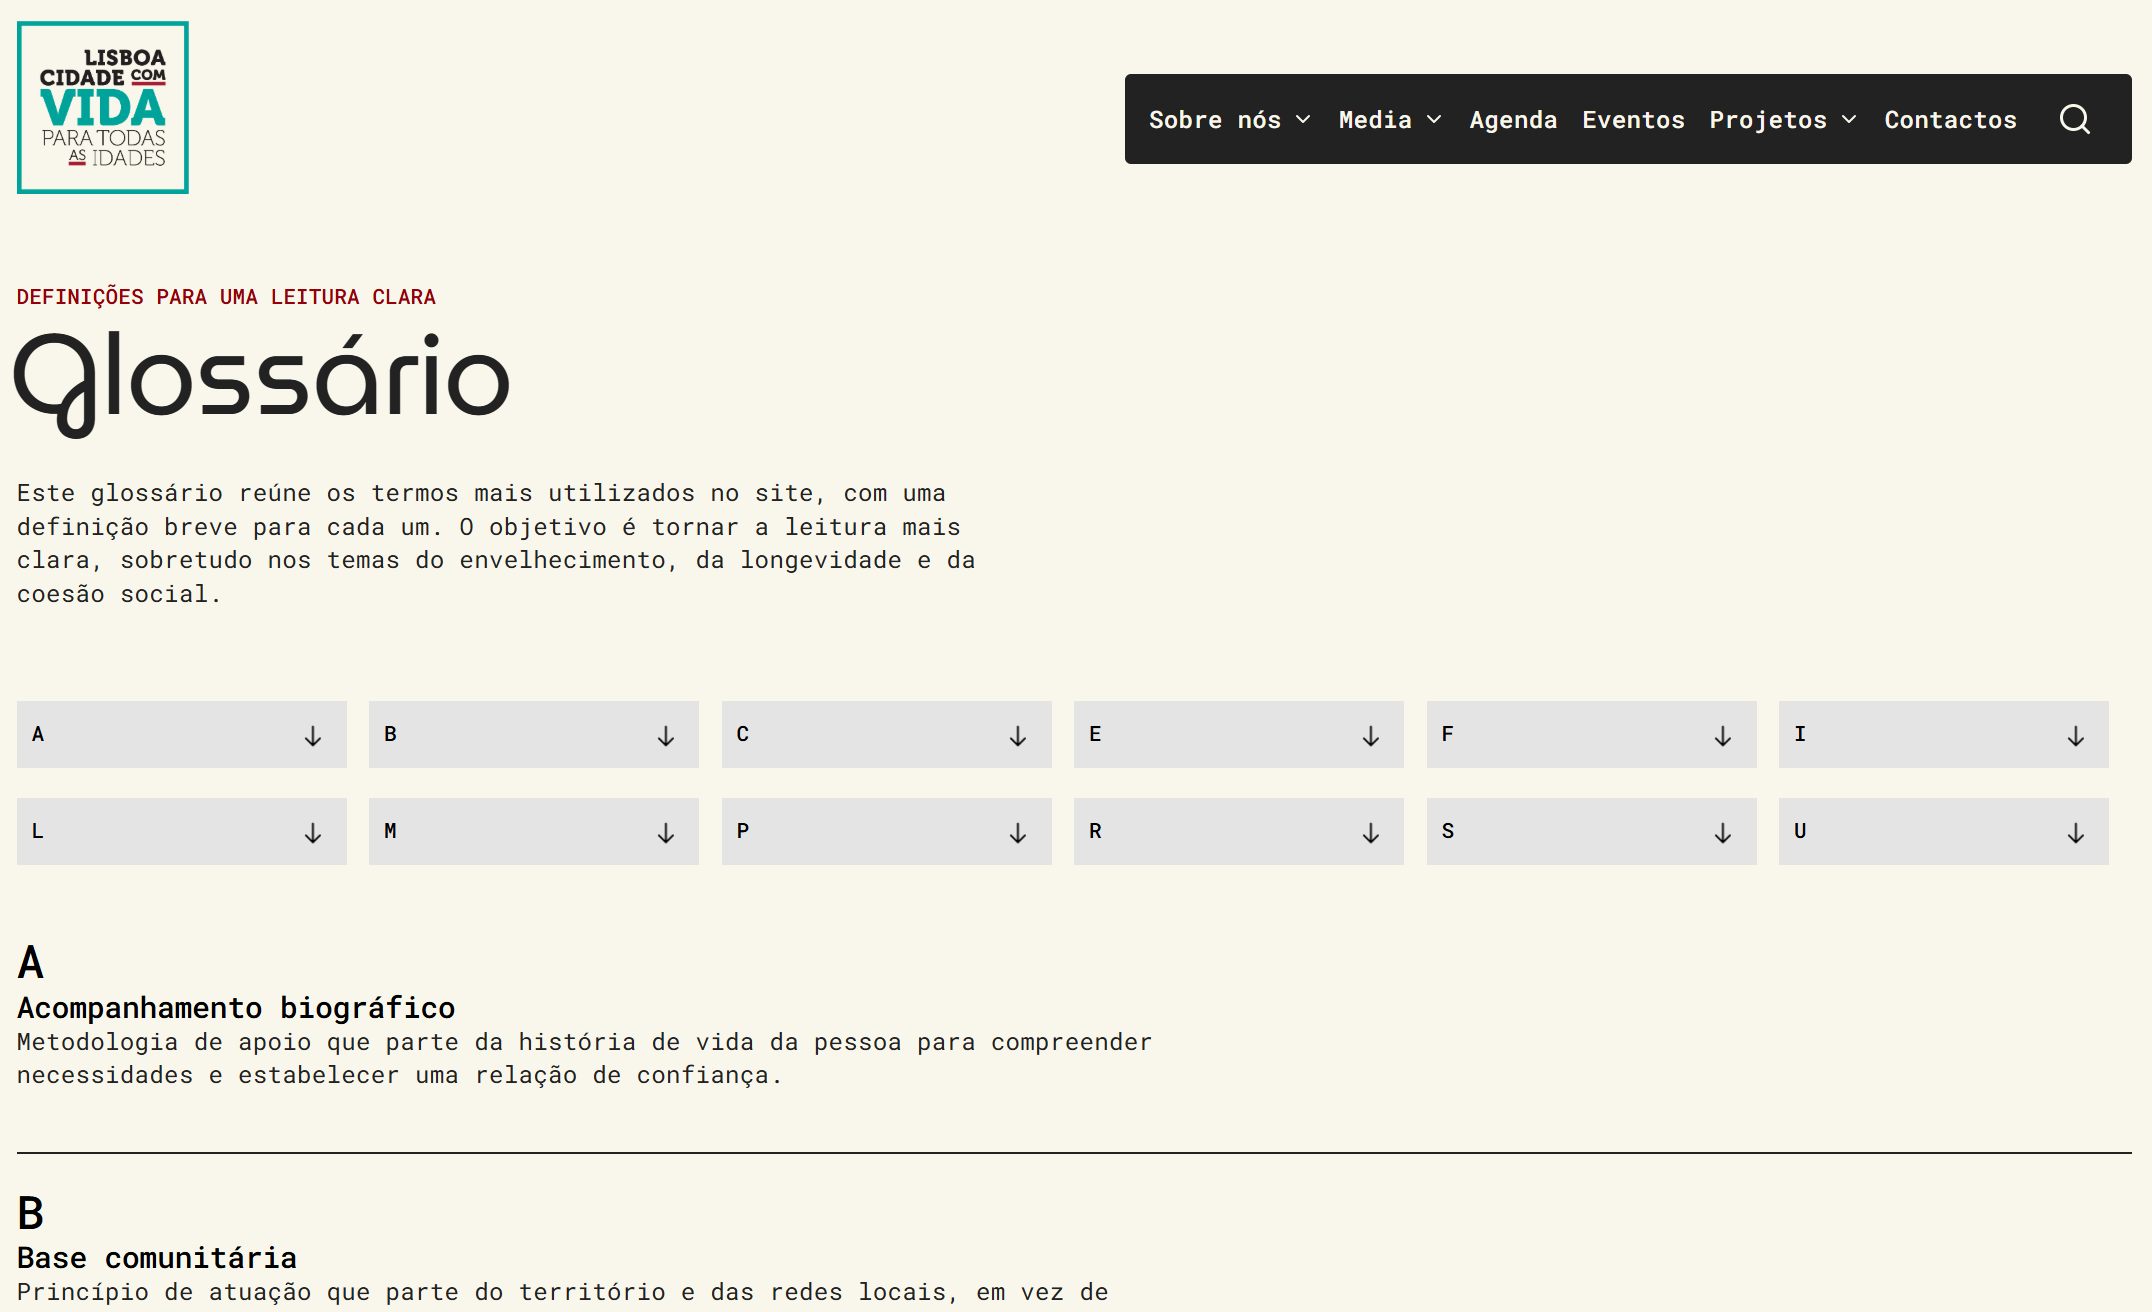 LISBOA
CIDADE COM
VIDA
PARA TODAS
AS IDADES
Sobre nós Media Agenda Eventos Projetos Contactos
DEFINIÇÕES PARA UMA LEITURA CLARA
glossário
Este glossário reúne os termos mais utilizados no site, com uma
definição breve para cada um. O objetivo é tornar a leitura mais
clara, sobretudo nos temas do envelhecimento, da longevidade e da
coesão social.
A B C E F I
L M P R S U
A
Acompanhamento biográfico
Metodologia de apoio que parte da história de vida da pessoa para compreender
necessidades e estabelecer uma relação de confiança.
B
Base comunitária
Princípio de atuação que parte do território e das redes locais, em vez de